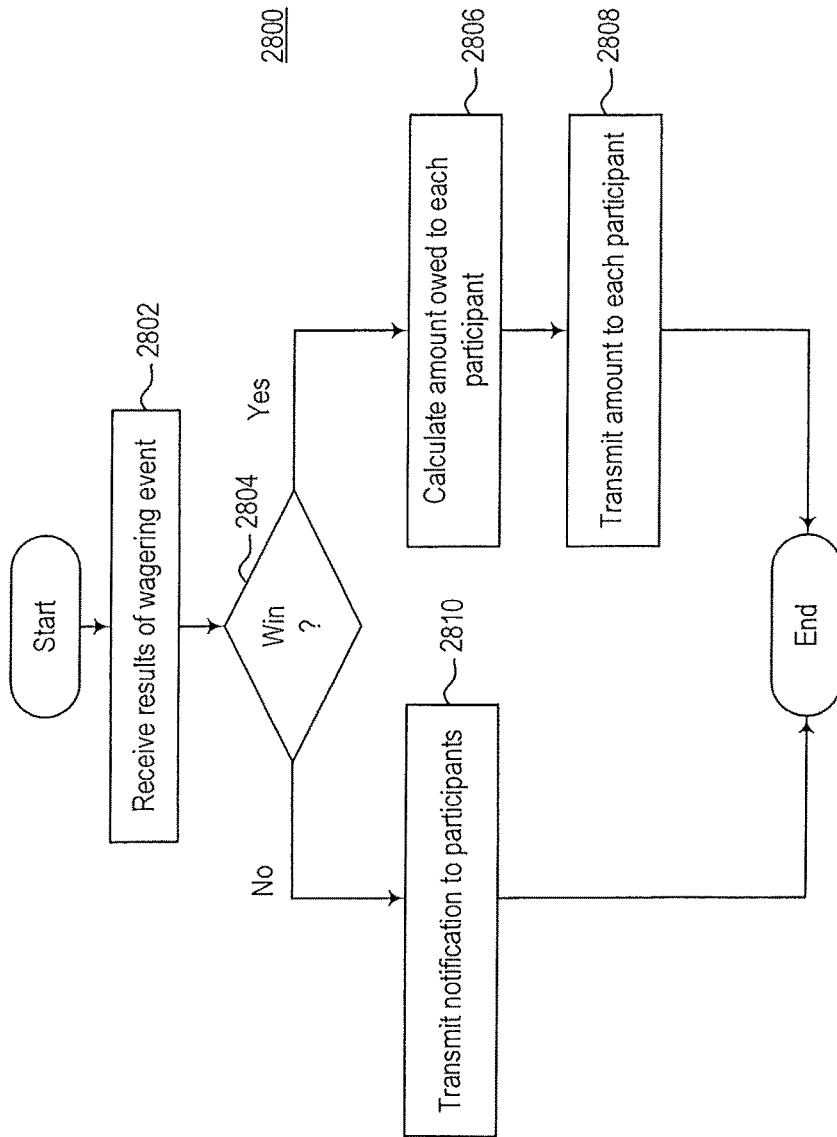 2800
Start
Receive results of wagering event
2802
Win
?
2804
Yes
No
Calculate amount owed to each
participant
2806
Transmit amount to each participant
2808
Transmit notification to participants
2810
End